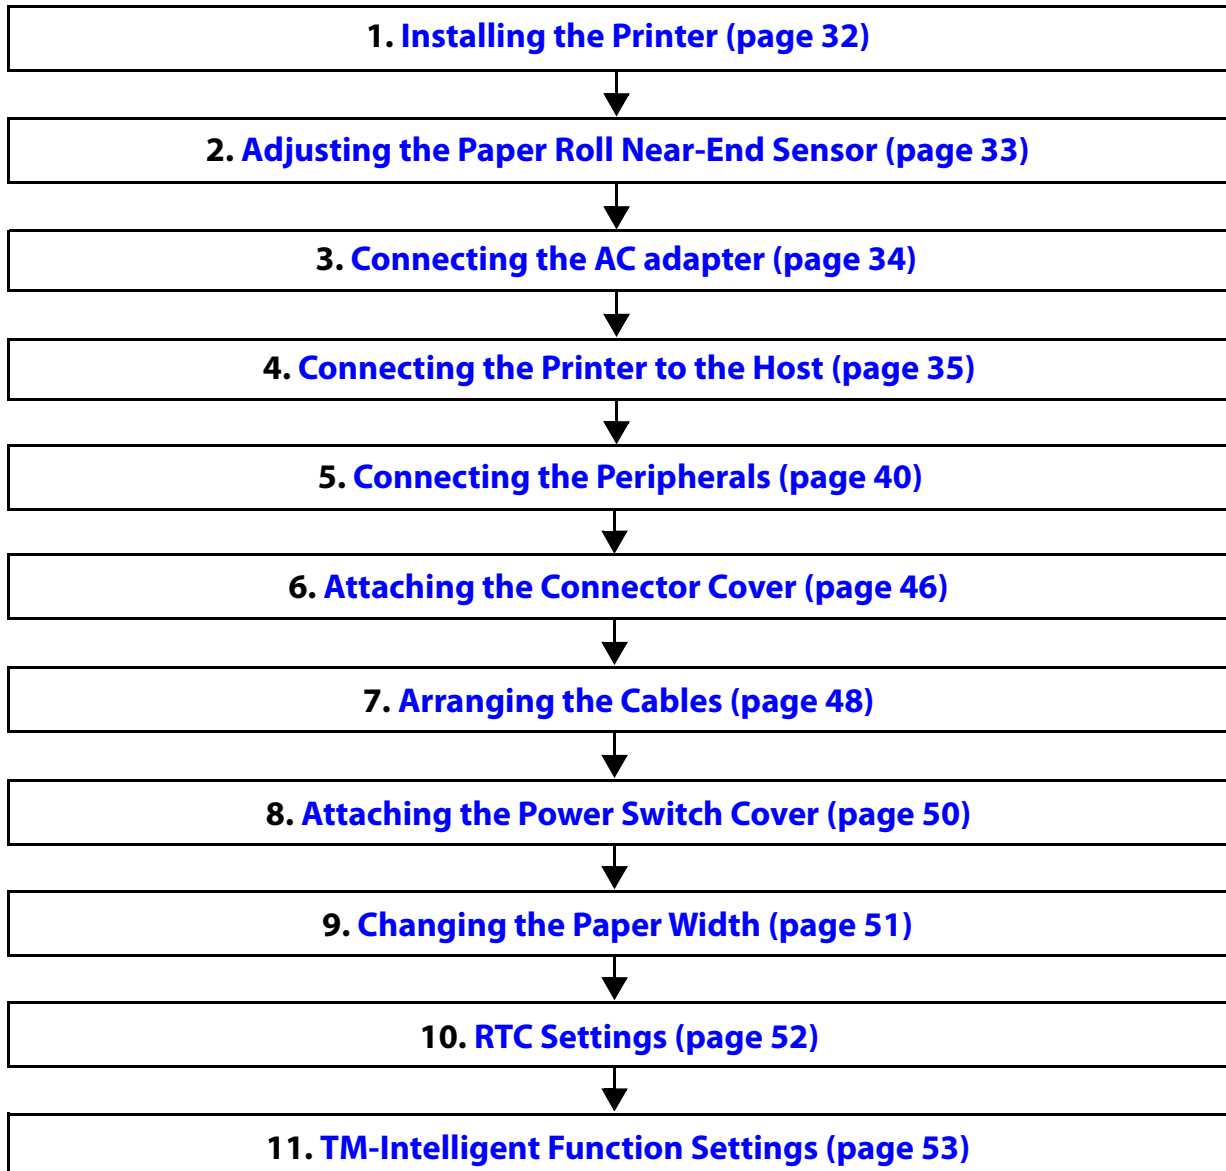 1. Installing the Printer (page 32)
2. Adjusting the Paper Roll Near-End Sensor (page 33)
3. Connecting the AC adapter (page 34)
4. Connecting the Printer to the Host (page 35)
5. Connecting the Peripherals (page 40)
6. Attaching the Connector Cover (page 46)
7. Arranging the Cables (page 48)
8. Attaching the Power Switch Cover (page 50)
9. Changing the Paper Width (page 51)
10. RTC Settings (page 52)
11. TM-Intelligent Function Settings (page 53)